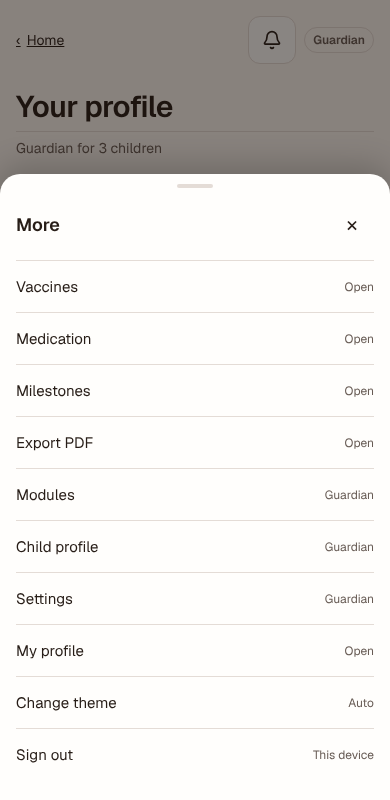 ‹ Home
Guardian
Your profile
Guardian for 3 children
More
×
Vaccines Open
Medication Open
Milestones Open
Export PDF Open
Modules Guardian
Child profile Guardian
Settings Guardian
My profile Open
Change theme Auto
Sign out This device